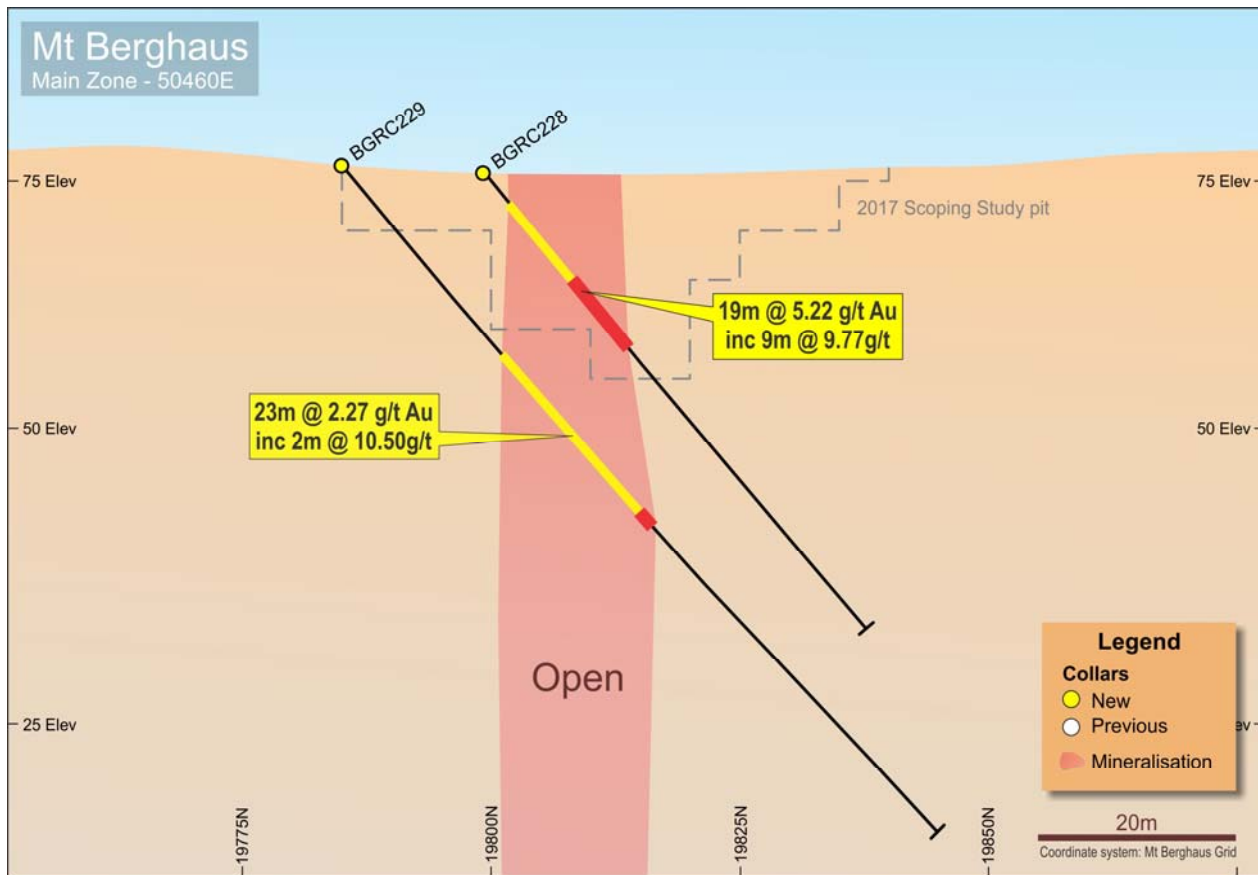 Mt Berghaus
Main Zone - 50460E
BGRC229
BGRC228
75 Elev
75 Elev
2017 Scoping Study pit
19m @ 5.22 g/t Au
inc 9m @ 9.77g/t
23m @ 2.27 g/t Au
inc 2m @ 10.50g/t
50 Elev
50 Elev
Open
Legend
Collars
New
Previous
Mineralisation
25 Elev
ev
19775N
19800N
19825N
19850N
20m
Coordinate system: Mt Berghaus Grid